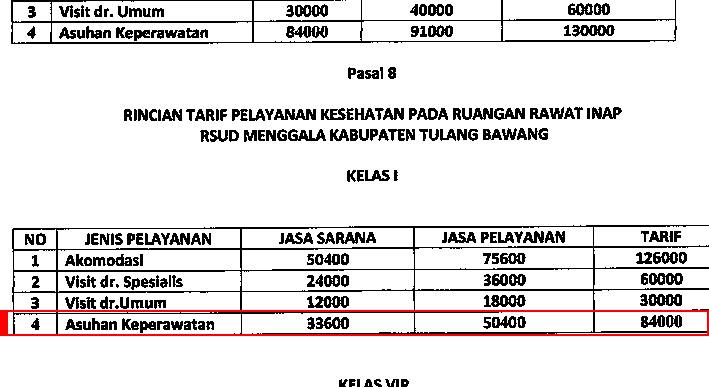 3 Visit dr. Umum 30000 40000 60000
4 Asuhan Keperawatan 84000 91000 130000
Pasal 8
RINCIAN TARIF PELAYANAN KESEHATAN PADA RUANGAN RAWAT INAP
RSUD MENGGALA KABUPATEN TULANG BAWANG
KELAS I
NO JENIS PELAYANAN JASA SARANA JASA PELAYANAN TARIF
1 Akomodasi 50400 75600 126000
2 Visit dr. Spesialis 24000 36000 60000
3 Visit dr.Umum 12000 18000 30000
4 Asuhan Keperawatan 33600 50400 84000
KELAS VIP